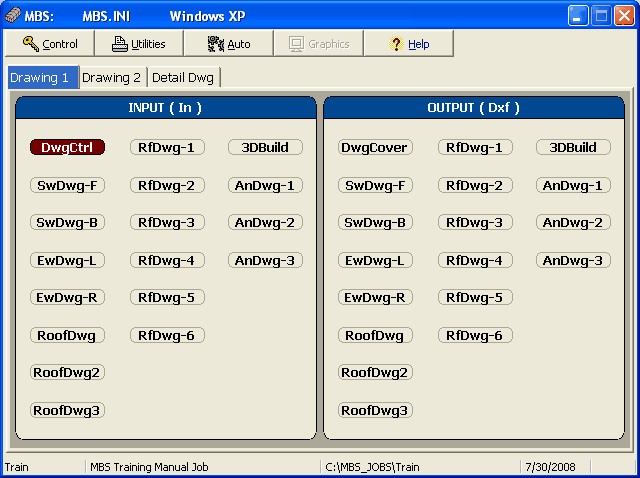 MBS: MBS.INI Windows XP
Control Utilities Auto Graphics Help
Drawing 1 Drawing 2 Detail Dwg
INPUT ( In ) OUTPUT ( Dxf )
DwgCtrl RfDwg-1 3DBuild DwgCover RfDwg-1 3DBuild
SwDwg-F RfDwg-2 AnDwg-1 SwDwg-F RfDwg-2 AnDwg-1
SwDwg-B RfDwg-3 AnDwg-2 SwDwg-B RfDwg-3 AnDwg-2
EwDwg-L RfDwg-4 AnDwg-3 EwDwg-L RfDwg-4 AnDwg-3
EwDwg-R RfDwg-5 EwDwg-R RfDwg-5
RoofDwg RfDwg-6 RoofDwg RfDwg-6
RoofDwg2 RoofDwg2
RoofDwg3 RoofDwg3
Train MBS Training Manual Job C:\MBS_JOBS\Train 7/30/2008